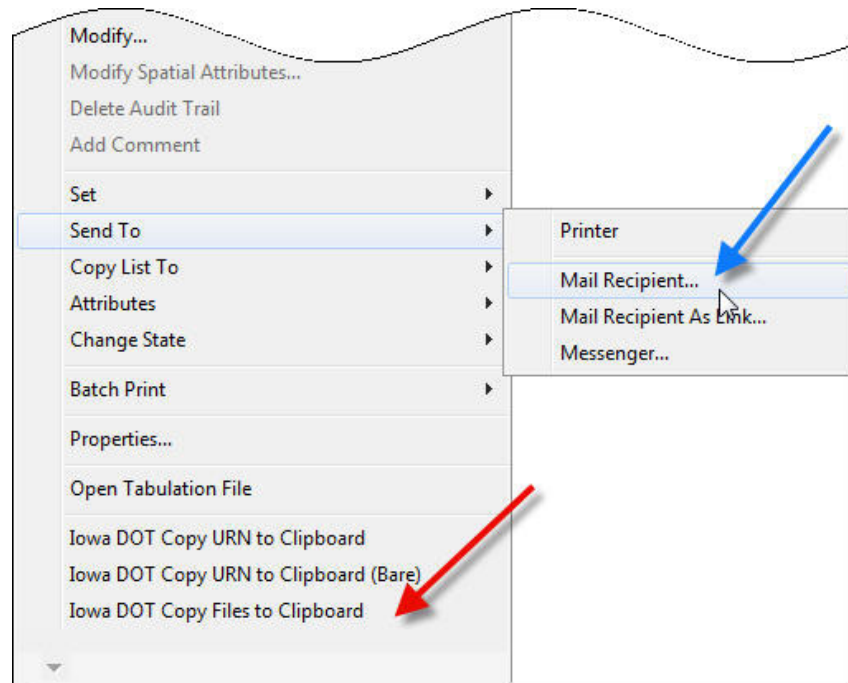 Modify...
Modify Spatial Attributes...
Delete Audit Trail
Add Comment
Set
Send To
Copy List To
Attributes
Change State
Batch Print
Properties...
Open Tabulation File
Iowa DOT Copy URN to Clipboard
Iowa DOT Copy URN to Clipboard (Bare)
Iowa DOT Copy Files to Clipboard
Printer
Mail Recipient...
Mail Recipient As Link...
Messenger...